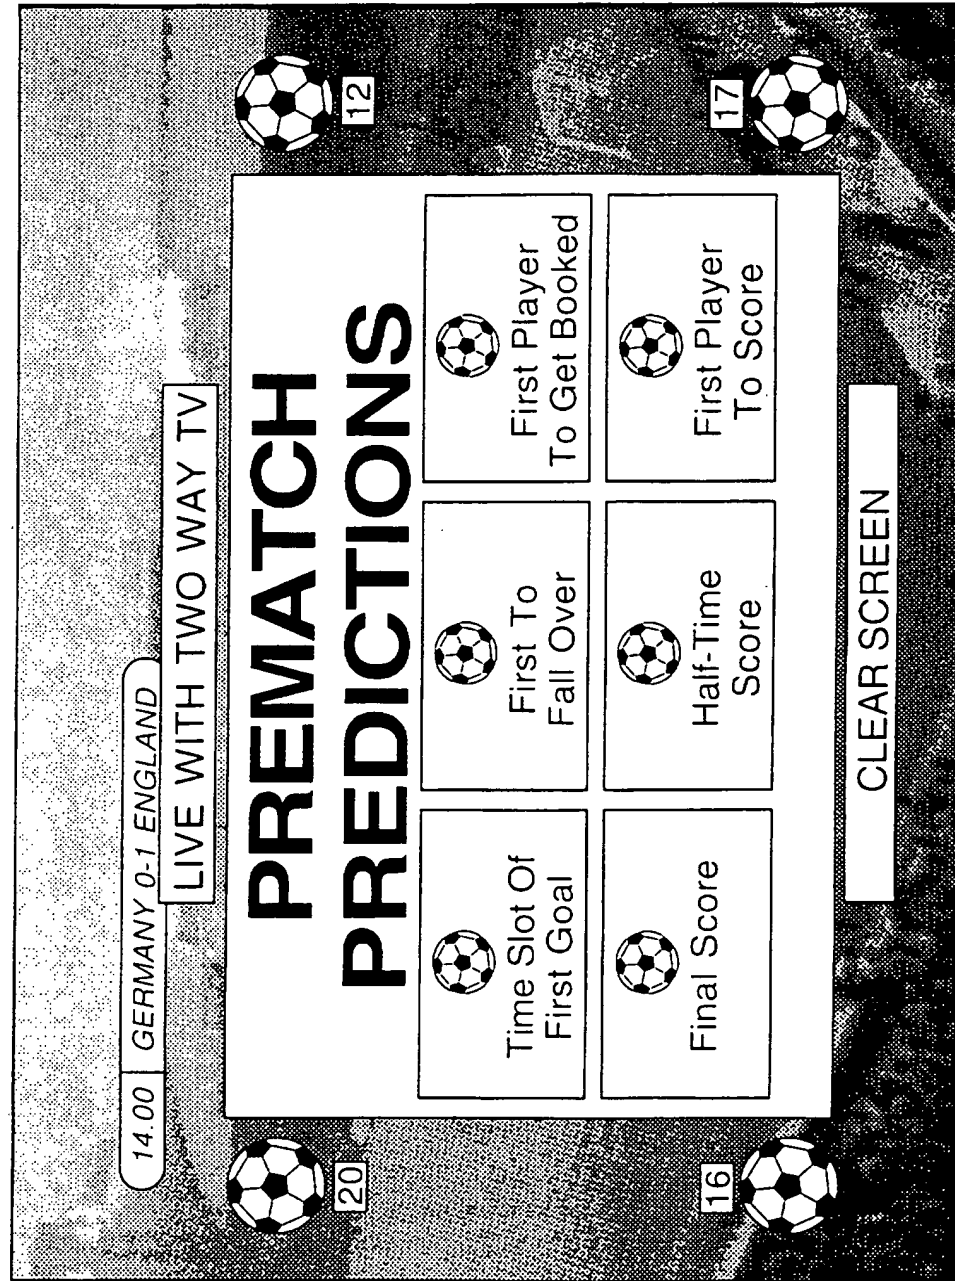 14.00 GERMANY 0-1 ENGLAND
LIVE WITH TWO WAY TV
20
12
PREMATCH
PREDICTIONS
Time Slot Of
First Goal
First To
Fall Over
First Player
To Get Booked
Final Score
Half-Time
Score
First Player
To Score
16
17
CLEAR SCREEN